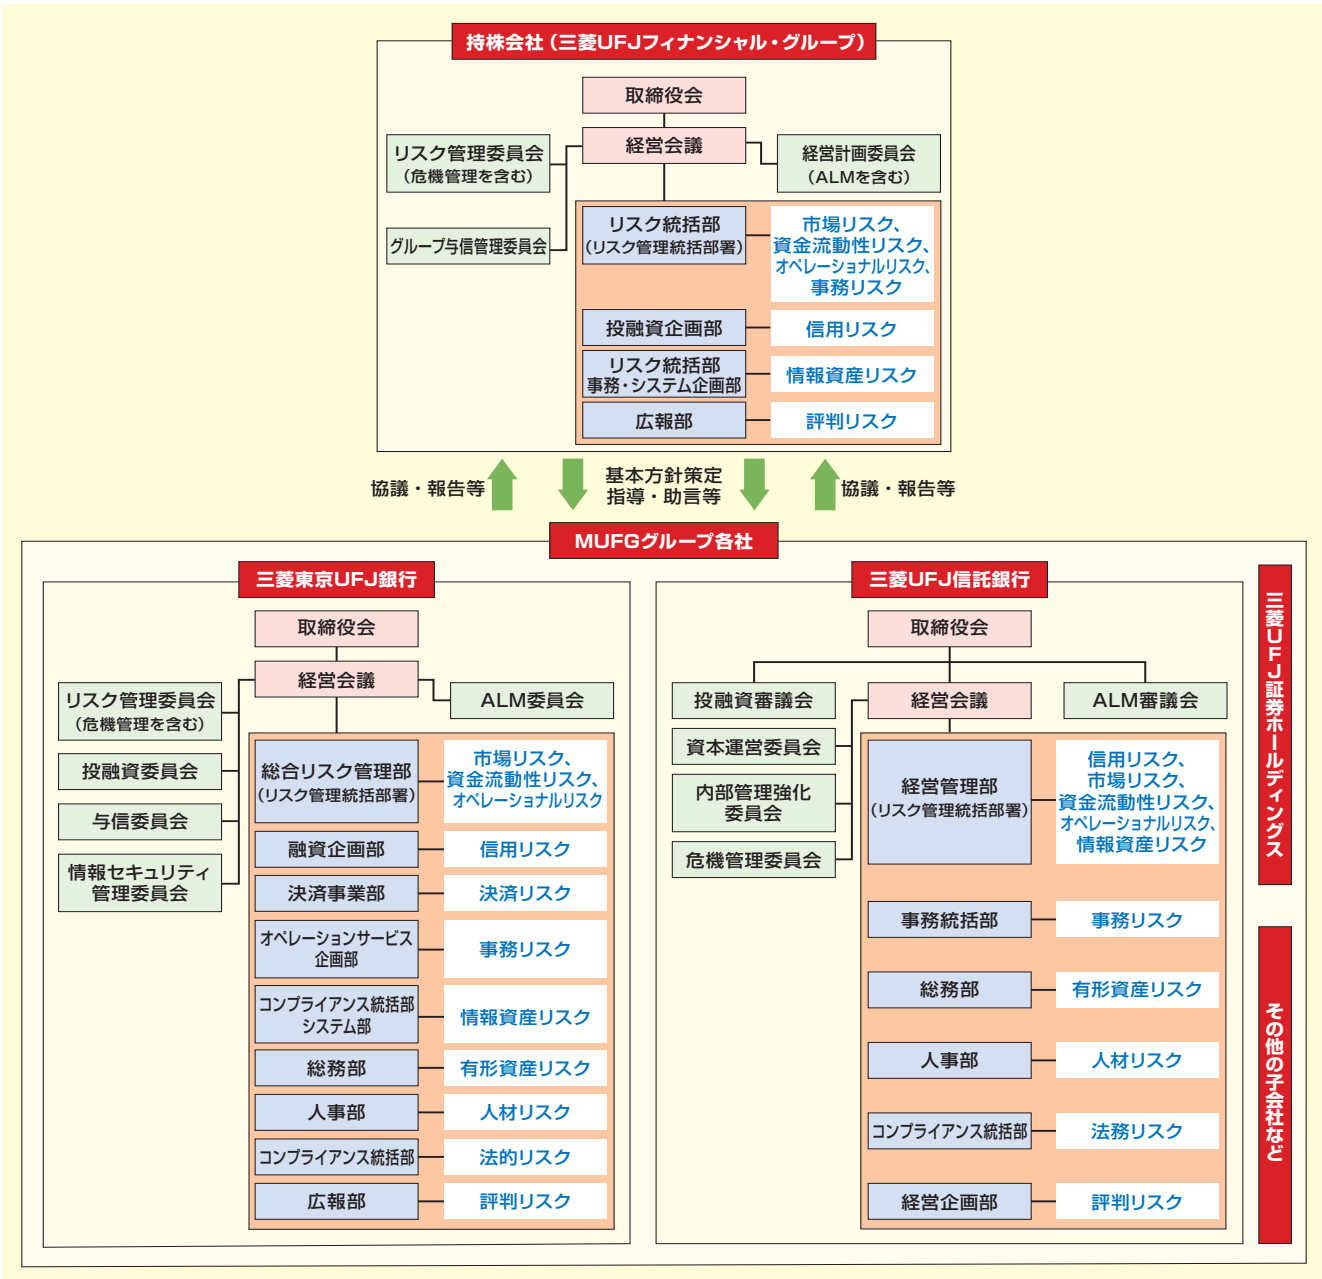 持株会社（三菱UFJフィナンシャル・グループ）
取締役会
経営会議
リスク管理委員会
（危機管理を含む）
経営計画委員会
（ALMを含む）
グループ与信管理委員会
リスク統括部
（リスク管理統括部署）
市場リスク、
資金流動性リスク、
オペレーショナルリスク、
事務リスク
投融資企画部
信用リスク
リスク統括部
事務・システム企画部
情報資産リスク
広報部
評判リスク
協議・報告等
基本方針策定
指導・助言等
協議・報告等
MUFGグループ各社
三菱東京UFJ銀行
取締役会
経営会議
リスク管理委員会
（危機管理を含む）
ALM委員会
投融資委員会
与信委員会
情報セキュリティ
管理委員会
総合リスク管理部
（リスク管理統括部署）
市場リスク、
資金流動性リスク、
オペレーショナルリスク
融資企画部
信用リスク
決済事業部
決済リスク
オペレーションサービス
企画部
事務リスク
コンプライアンス統括部
システム部
情報資産リスク
総務部
有形資産リスク
人事部
人材リスク
コンプライアンス統括部
法的リスク
広報部
評判リスク
三菱UFJ信託銀行
取締役会
投融資審議会
経営会議
ALM審議会
資本運営委員会
内部管理強化
委員会
危機管理委員会
経営管理部
（リスク管理統括部署）
信用リスク、
市場リスク、
資金流動性リスク、
オペレーショナルリスク、
情報資産リスク
事務統括部
事務リスク
総務部
有形資産リスク
人事部
人材リスク
コンプライアンス統括部
法務リスク
経営企画部
評判リスク
三菱UFJ証券ホールディングス
その他の子会社など